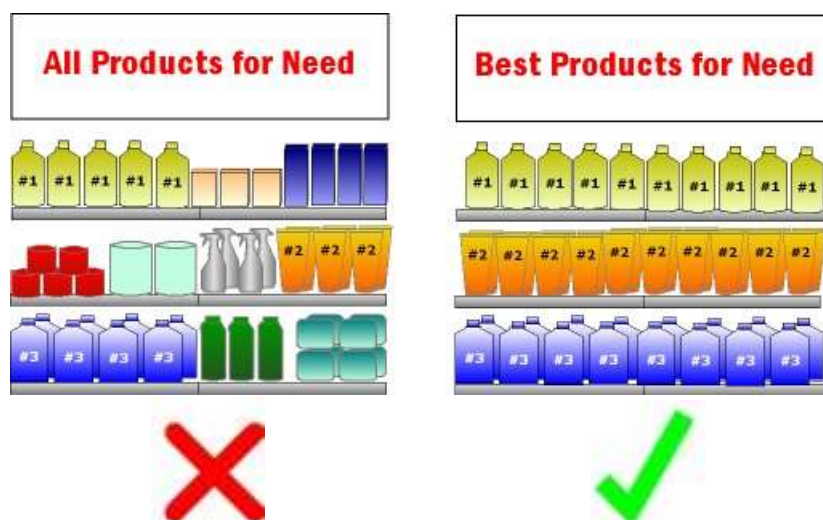 All Products for Need
#1 #1 #1 #1 #1
#2 #2 #2
#3 #3 #3 #3
Best Products for Need
#1 #1 #1 #1 #1 #1 #1 #1 #1 #1
#2 #2 #2 #2 #2 #2 #2 #2 #2 #2
#3 #3 #3 #3 #3 #3 #3 #3